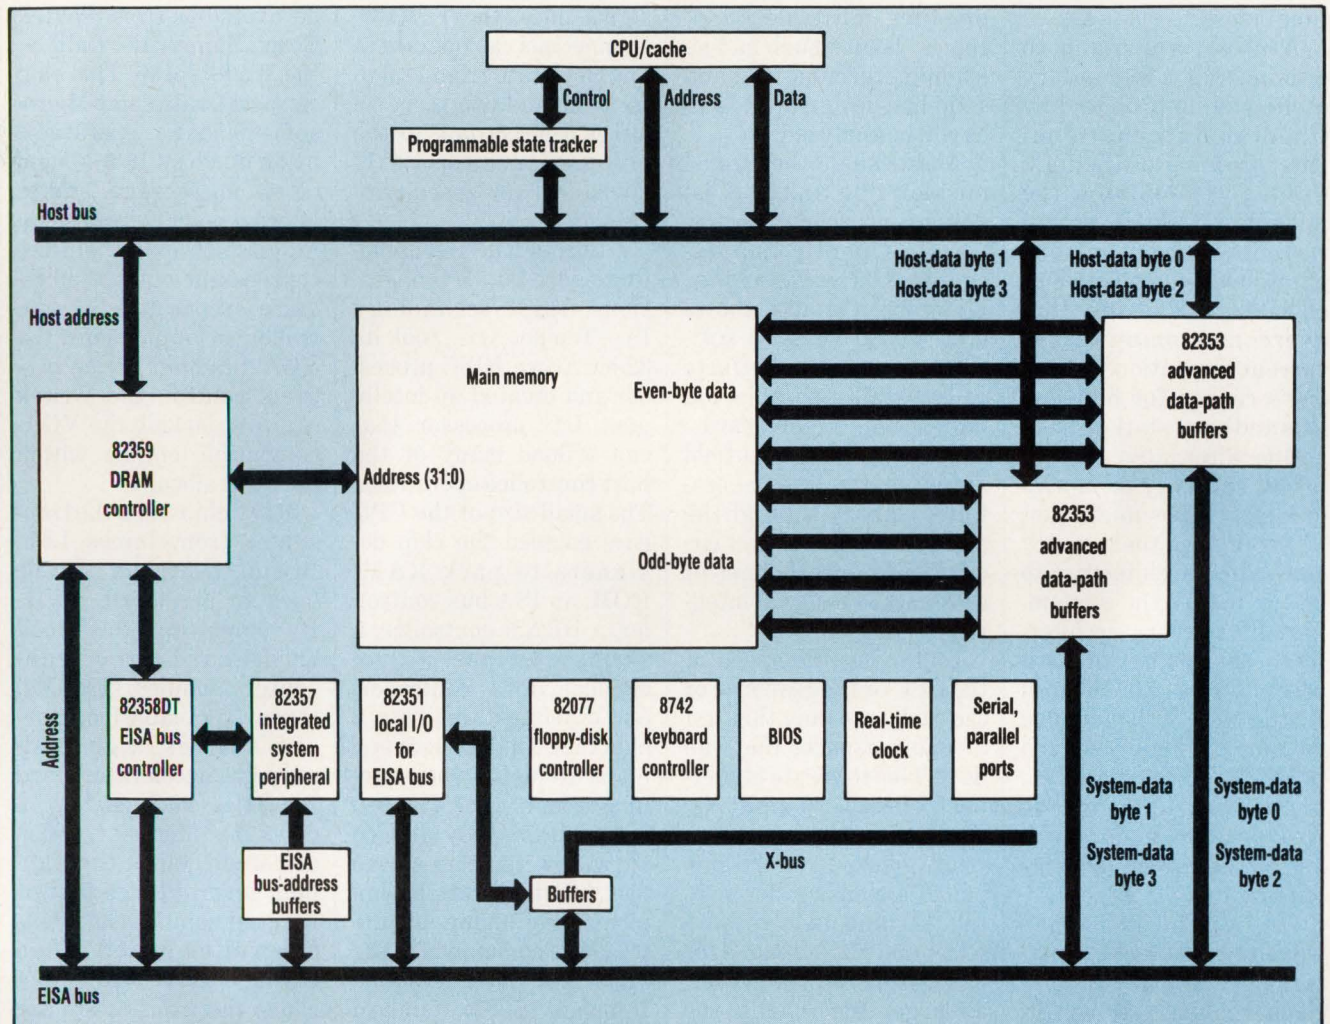 CPU/cache
Control
Address
Data
Programmable state tracker
Host bus
Host-data byte 1
Host-data byte 3
Host-data byte 0
Host-data byte 2
Host address
Main memory
Even-byte data
82353
advanced
data-path
buffers
82359
DRAM
controller
Address (31:0)
Odd-byte data
82353
advanced
data-path
buffers
Address
82358DT
EISA bus
controller
82357
integrated
system
peripheral
82351
local I/O
for
EISA bus
82077
floppy-disk
controller
8742
keyboard
controller
BIOS
Real-time
clock
Serial,
parallel
ports
System-data
byte 1
System-data
byte 3
System-data
byte 0
System-data
byte 2
EISA
bus-address
buffers
Buffers
X-bus
EISA bus